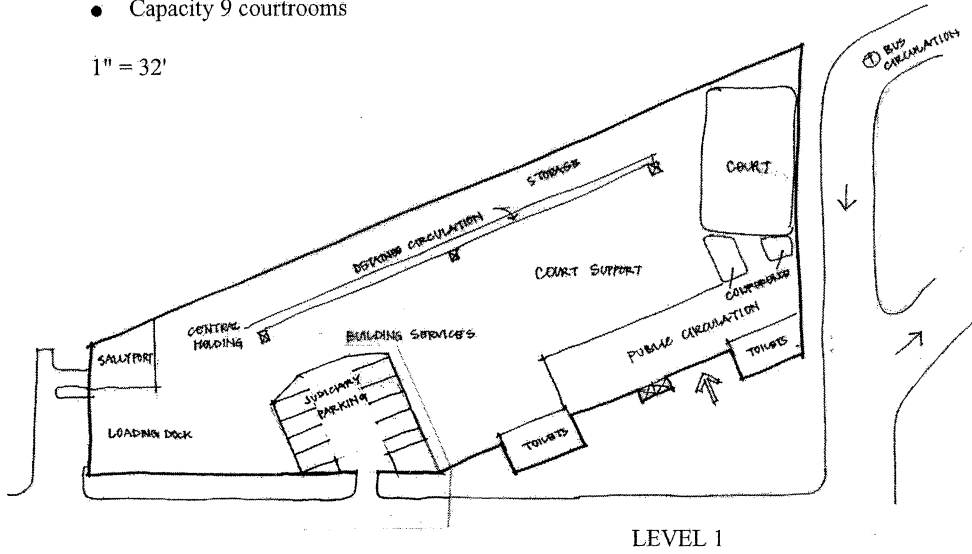 • Capacity 9 courtrooms
1" = 32'
↑ BUS
CIRCULATION
COURT
STORAGE
DETAINEE CIRCULATION
COURT SUPPORT
CONFERENCE
CENTRAL
HOLDING
BUILDING SERVICES
PUBLIC CIRCULATION
TOILETS
SALLYPORT
JUDICIARY
PARKING
LOADING DOCK
TOILETS
LEVEL 1